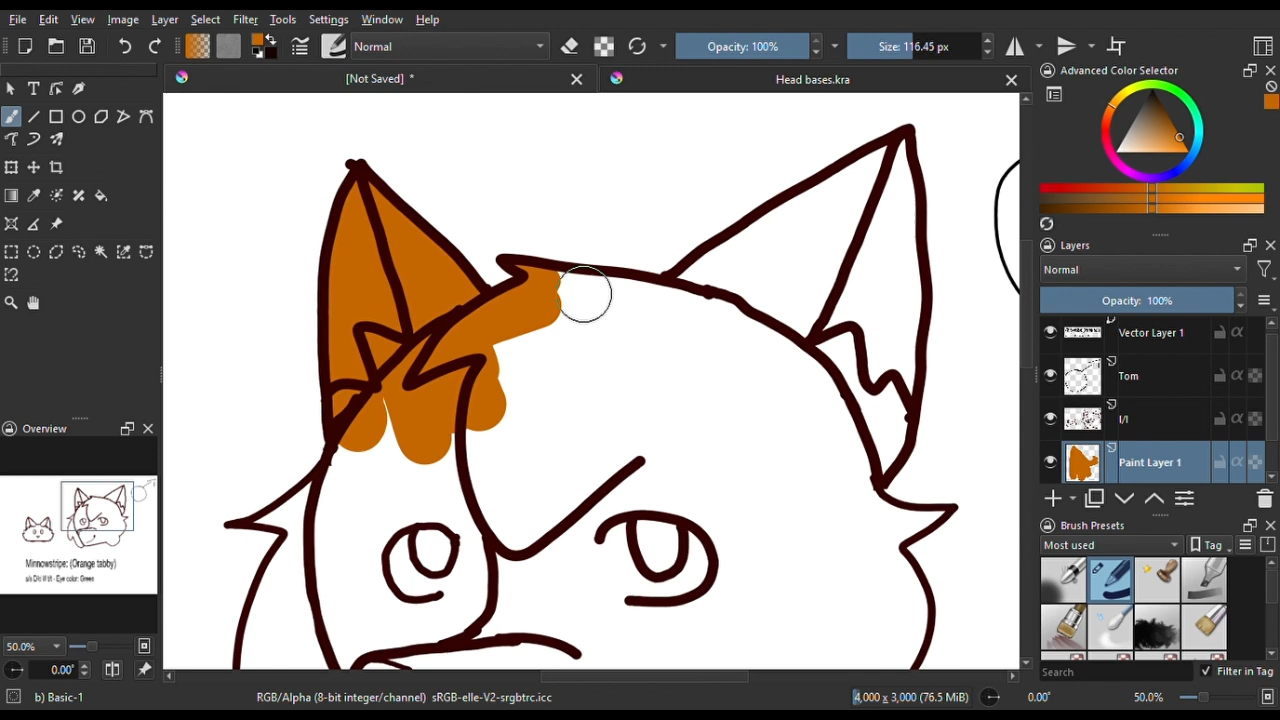 File Edit View Image Layer Select Filter Tools Settings Window Help
Normal Opacity: 100% Size: 116.45 px
[Not Saved] * Head bases.kra
Advanced Color Selector
Layers
Normal
Opacity: 100%
Vector Layer 1
Tom
I/I
Paint Layer 1
Overview
Minnowstripe: (Orange tabby)
Eye color: Green
50.0%
0.00°
Brush Presets
Most used Tag
Search Filter in Tag
b) Basic-1 RGB/Alpha (8-bit integer/channel) sRGB-elle-V2-srgbtrc.icc 4,000 x 3,000 (76.5 MiB) 0.00° 50.0%